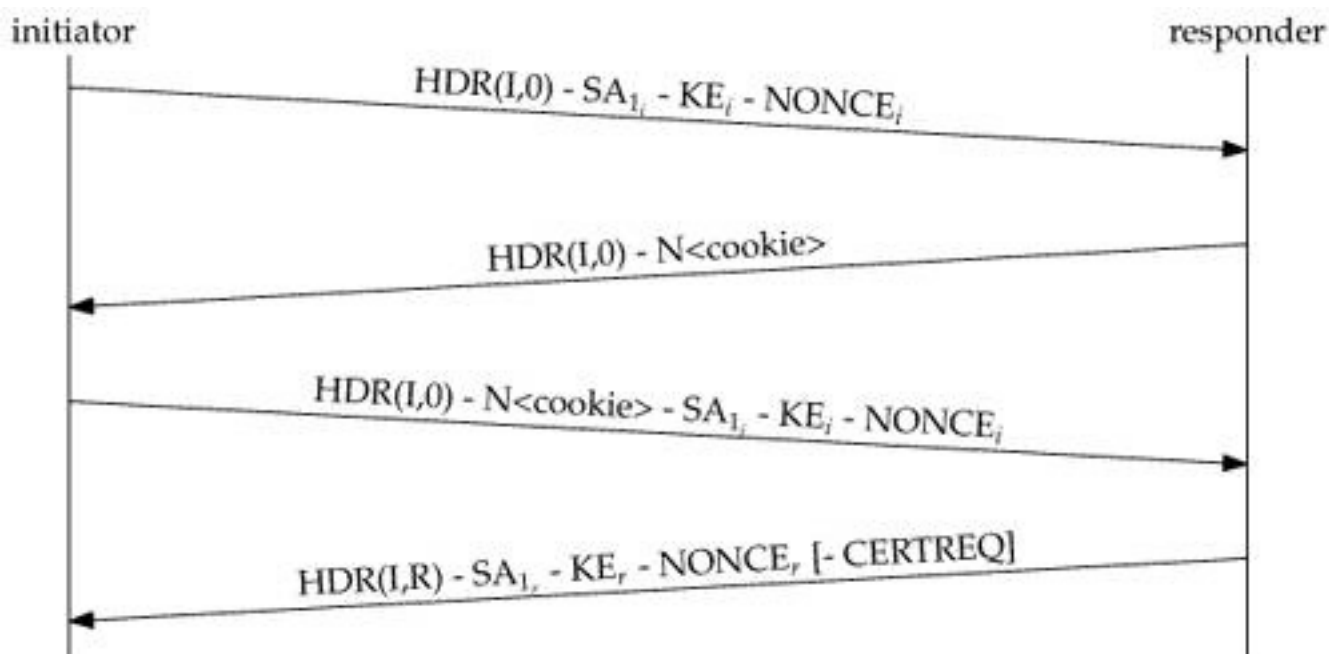 initiator responder
HDR(I,0) - SA₁ᵢ - KEᵢ - NONCEᵢ
HDR(I,0) - N<cookie>
HDR(I,0) - N<cookie> - SA₁ᵢ - KEᵢ - NONCEᵢ
HDR(I,R) - SA₁ᵣ - KEᵣ - NONCEᵣ [- CERTREQ]